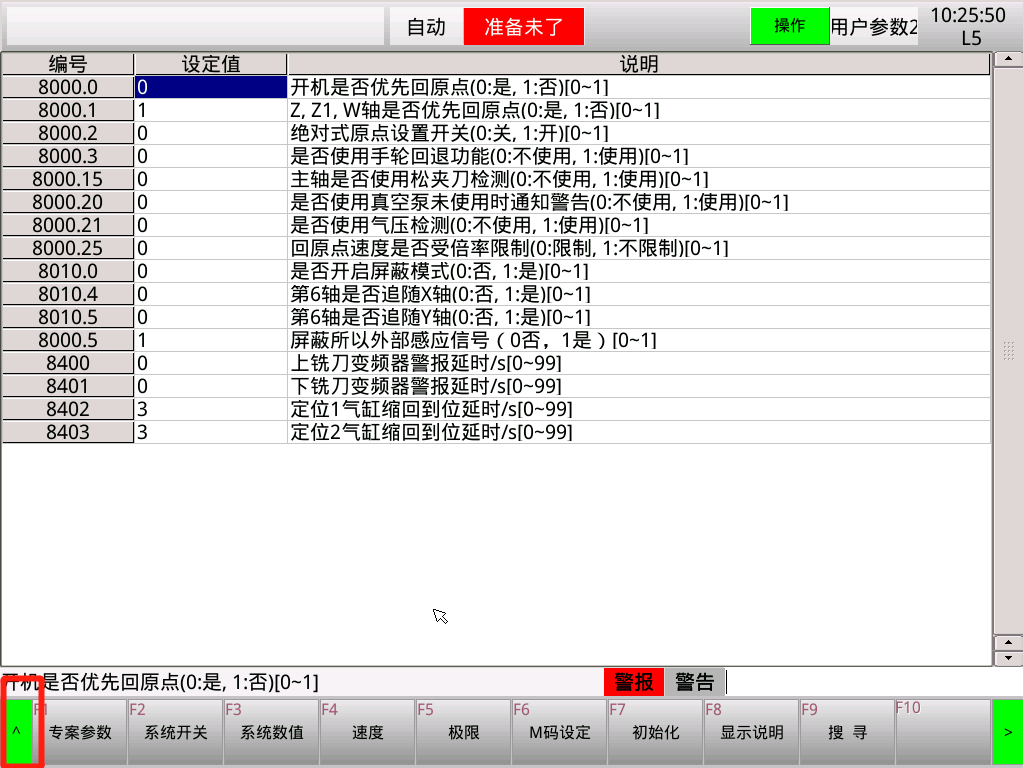 自动 准备未了 操作 用户参数2 10:25:50
L5
编号 设定值 说明
8000.0 0 开机是否优先回原点(0:是, 1:否)[0~1]
8000.1 1 Z, Z1, W轴是否优先回原点(0:是, 1:否)[0~1]
8000.2 0 绝对式原点设置开关(0:关, 1:开)[0~1]
8000.3 0 是否使用手轮回退功能(0:不使用, 1:使用)[0~1]
8000.15 0 主轴是否使用松夹刀检测(0:不使用, 1:使用)[0~1]
8000.20 0 是否使用真空泵未使用时通知警告(0:不使用, 1:使用)[0~1]
8000.21 0 是否使用气压检测(0:不使用, 1:使用)[0~1]
8000.25 0 回原点速度是否受倍率限制(0:限制, 1:不限制)[0~1]
8010.0 0 是否开启屏蔽模式(0:否, 1:是)[0~1]
8010.4 0 第6轴是否追随X轴(0:否, 1:是)[0~1]
8010.5 0 第6轴是否追随Y轴(0:否, 1:是)[0~1]
8000.5 1 屏蔽所以外部感应信号（0否，1是）[0~1]
8400 0 上铣刀变频器警报延时/s[0~99]
8401 0 下铣刀变频器警报延时/s[0~99]
8402 3 定位1气缸缩回到位延时/s[0~99]
8403 3 定位2气缸缩回到位延时/s[0~99]
开机是否优先回原点(0:是, 1:否)[0~1] 警报 警告
F1 F2 F3 F4 F5 F6 F7 F8 F9 F10
^ 专案参数 系统开关 系统数值 速度 极限 M码设定 初始化 显示说明 搜 寻 >